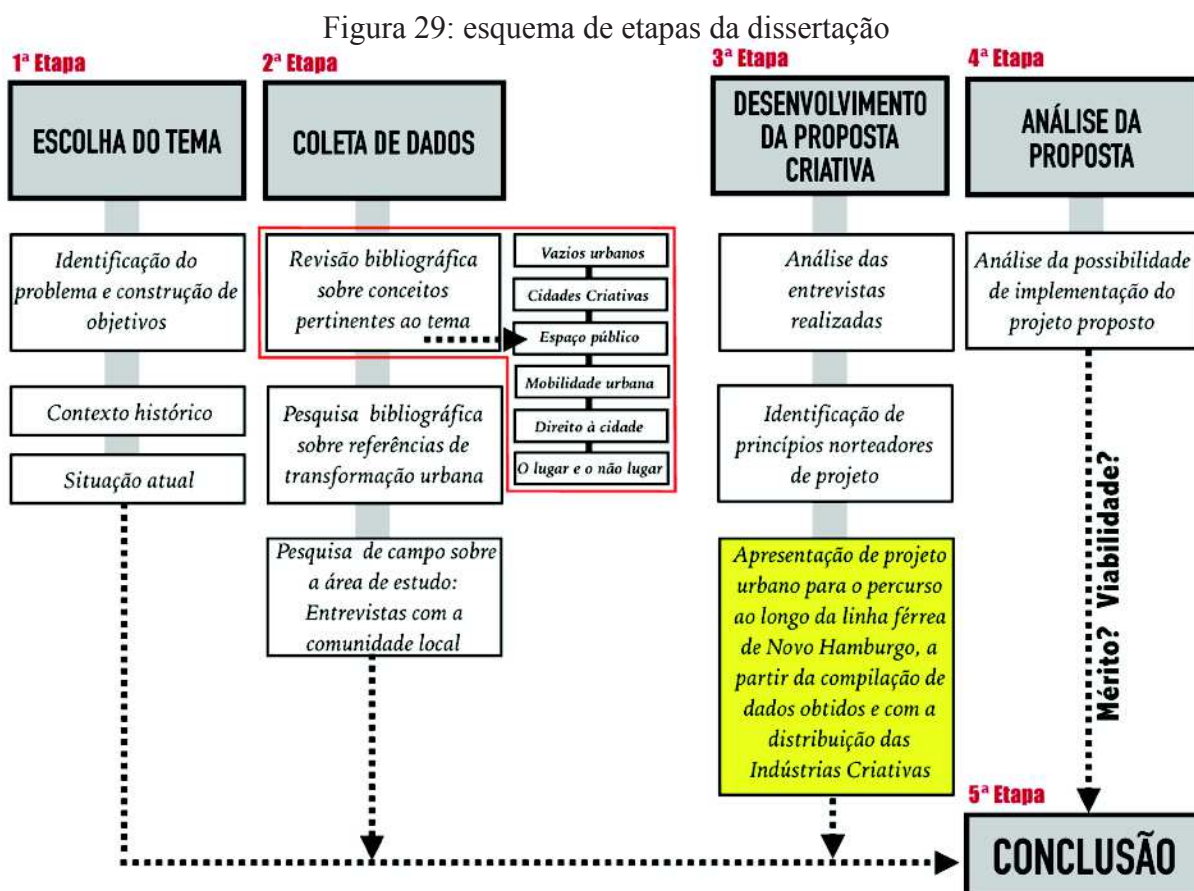 Figura 29: esquema de etapas da dissertação
1ª Etapa
ESCOLHA DO TEMA
Identificação do
problema e construção de
objetivos
Contexto histórico
Situação atual
2ª Etapa
COLETA DE DADOS
Revisão bibliográfica
sobre conceitos
pertinentes ao tema
Vazios urbanos
Cidades Criativas
Espaço público
Mobilidade urbana
Direito à cidade
O lugar e o não lugar
Pesquisa bibliográfica
sobre referências de
transformação urbana
Pesquisa de campo sobre
a área de estudo:
Entrevistas com a
comunidade local
3ª Etapa
DESENVOLVIMENTO
DA PROPOSTA
CRIATIVA
Análise das
entrevistas
realizadas
Identificação de
princípios norteadores
de projeto
Apresentação de projeto
urbano para o percurso
ao longo da linha férrea
de Novo Hamburgo, a
partir da compilação de
dados obtidos e com a
distribuição das
Indústrias Criativas
4ª Etapa
ANÁLISE DA
PROPOSTA
Análise da possibilidade
de implementação do
projeto proposto
Mérito? Viabilidade?
5ª Etapa
CONCLUSÃO